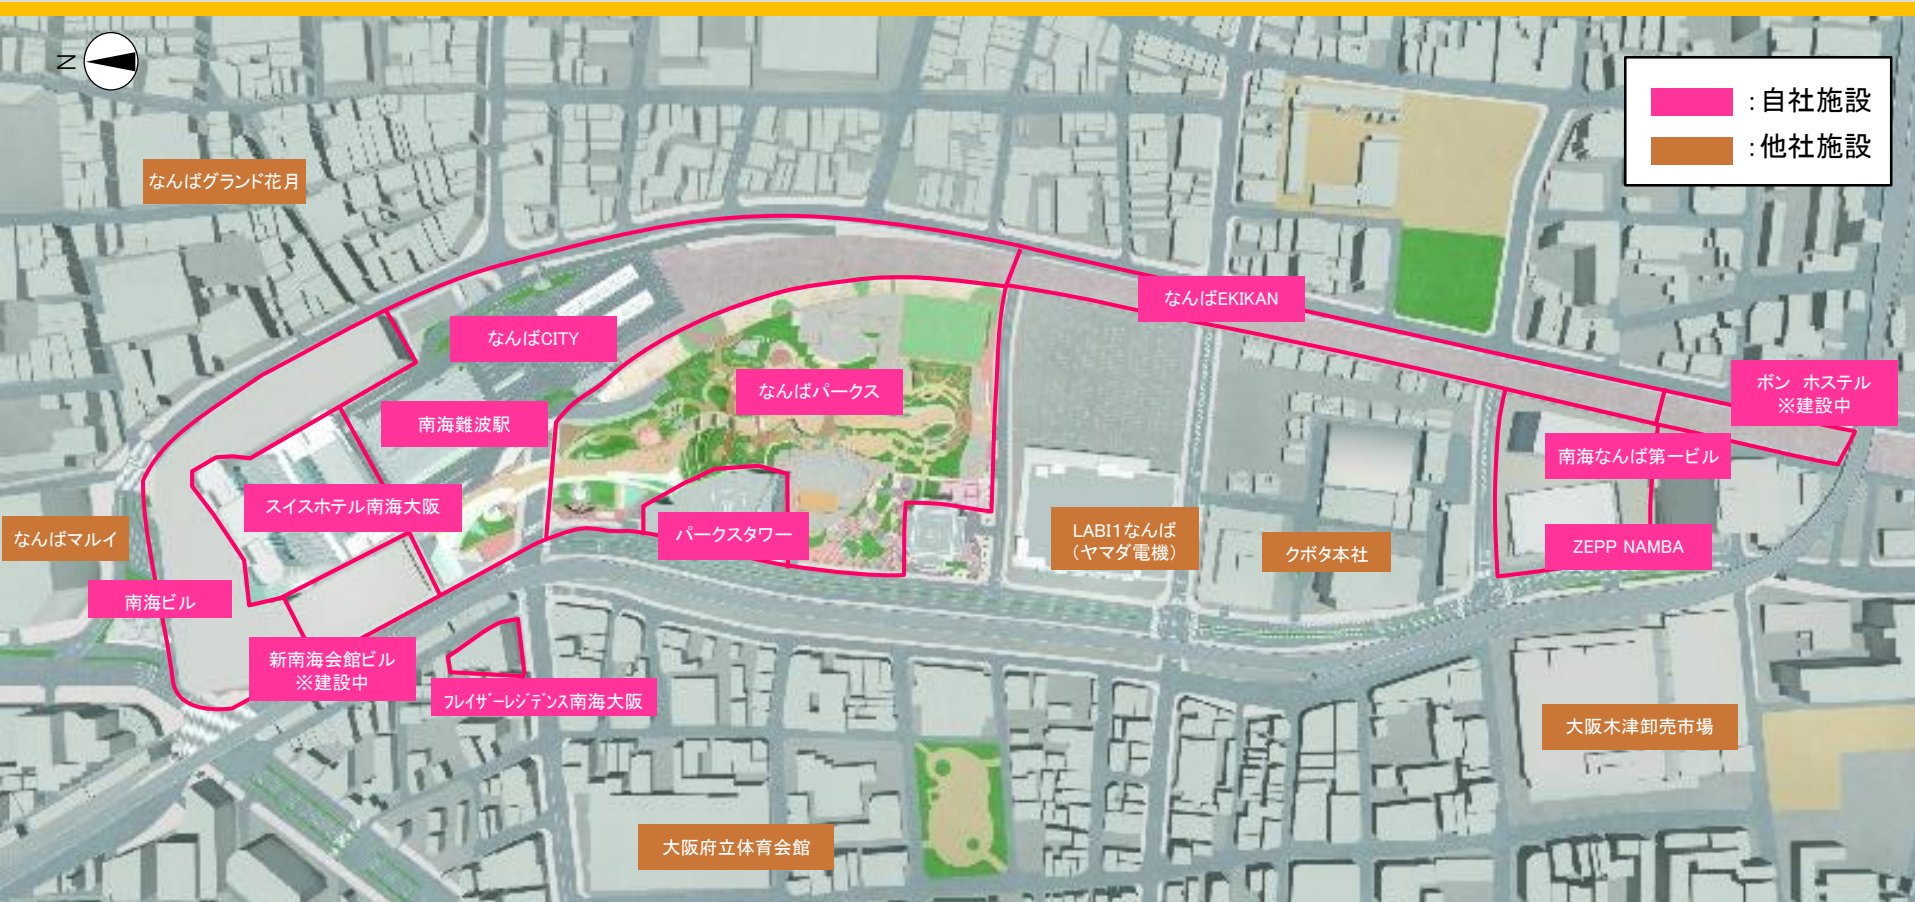 Z
：自社施設
：他社施設
なんばグランド花月
なんばEKIKAN
なんばCITY
なんばパークス
ボン　ホステル
※建設中
南海難波駅
南海なんば第一ビル
スイスホテル南海大阪
なんばマルイ
パークスタワー
LABI1なんば
（ヤマダ電機）
クボタ本社
ZEPP NAMBA
南海ビル
新南海会館ビル
※建設中
ﾌﾚｲｻﾞｰﾚｼﾞﾃﾞﾝｽ南海大阪
大阪木津卸売市場
大阪府立体育会館